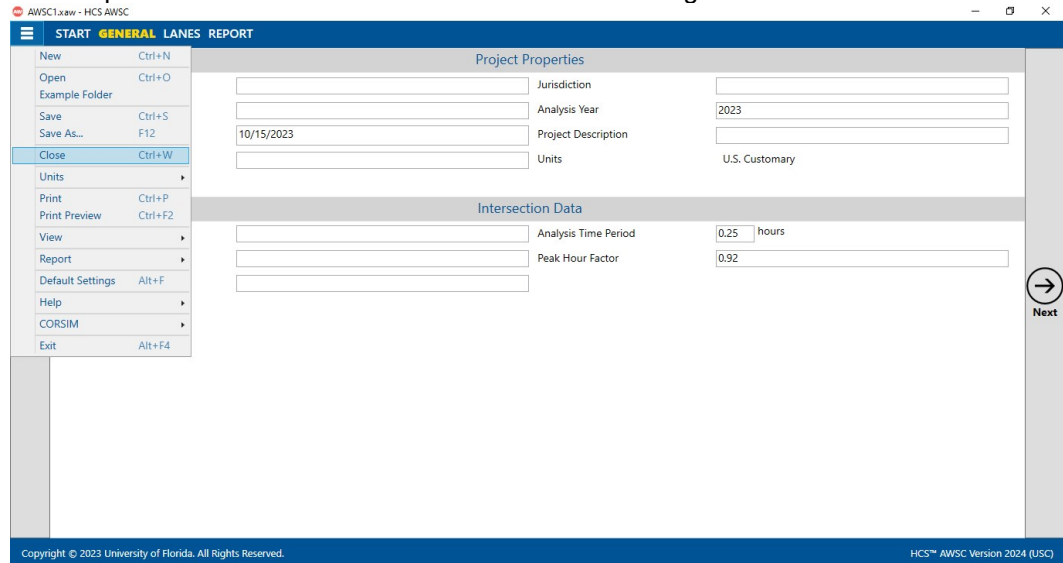 AWSC1.xaw - HCS AWSC
START GENERAL LANES REPORT
New Ctrl+N
Open Ctrl+O
Example Folder
Save Ctrl+S
Save As... F12
Close Ctrl+W
Units
Print Ctrl+P
Print Preview Ctrl+F2
View
Report
Default Settings Alt+F
Help
CORSIM
Exit Alt+F4
Project Properties
Jurisdiction
Analysis Year 2023
10/15/2023 Project Description
Units U.S. Customary
Intersection Data
Analysis Time Period 0.25 hours
Peak Hour Factor 0.92
Next
Copyright © 2023 University of Florida. All Rights Reserved. HCS™ AWSC Version 2024 (USC)